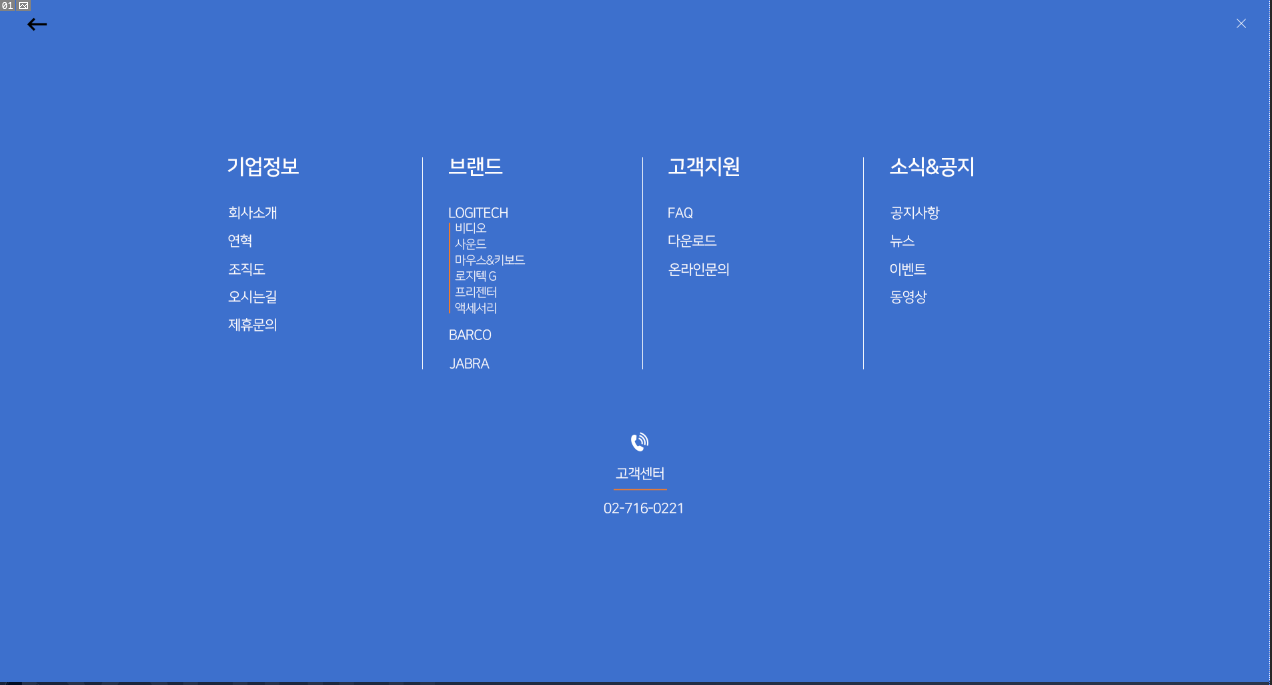 01
기업정보
회사소개
연혁
조직도
오시는길
제휴문의
브랜드
LOGITECH
비디오
사운드
마우스&키보드
로지텍 G
프리젠터
액세서리
BARCO
JABRA
고객지원
FAQ
다운로드
온라인문의
소식&공지
공지사항
뉴스
이벤트
동영상
고객센터
02-716-0221